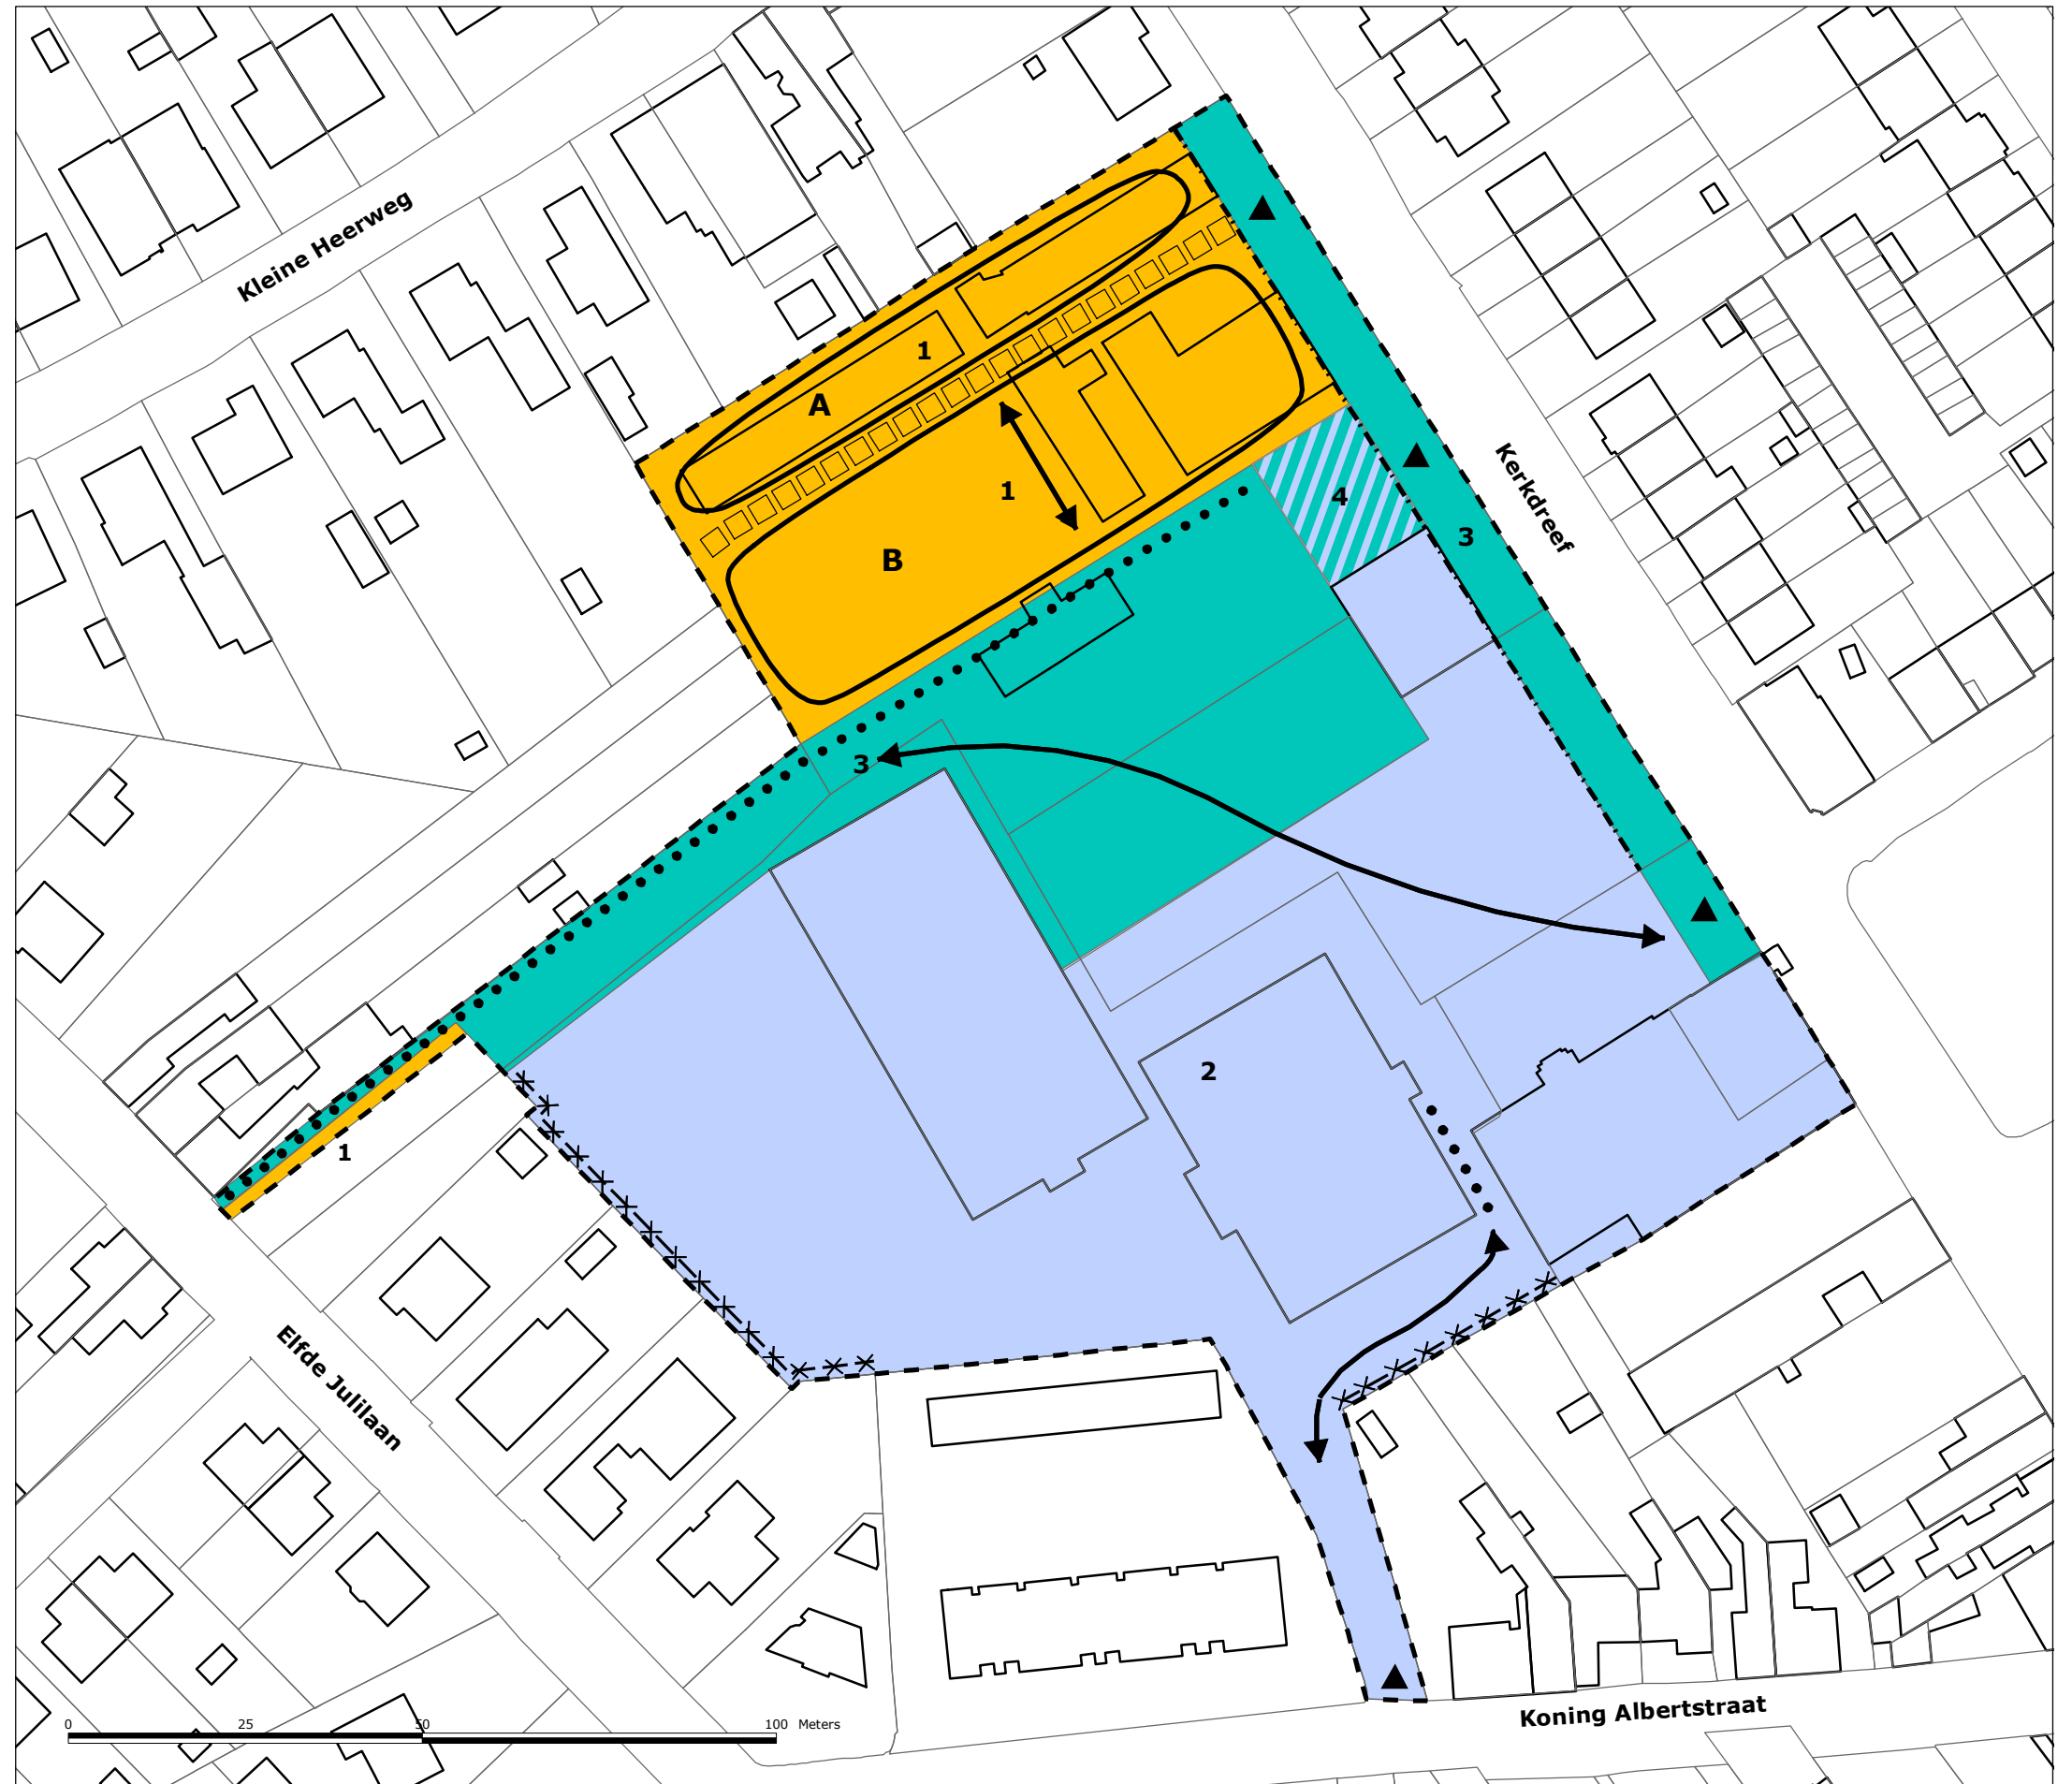 Kleine Heerweg
1
A
1
B
4
3
Kerkdreef
3
2
1
Elfde Julilaan
Koning Albertstraat
0 25 50 100 Meters